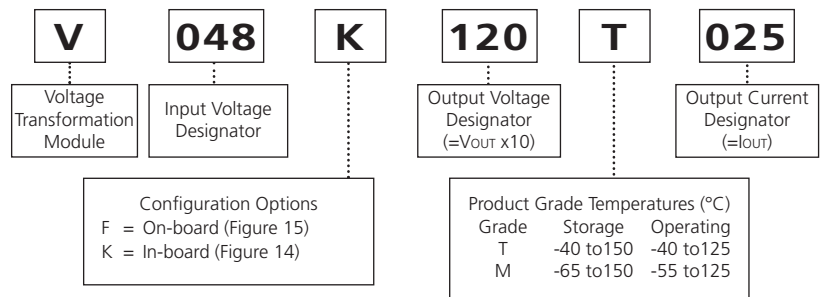 V 048 K 120 T 025
Voltage
Transformation
Module
Input Voltage
Designator
Output Voltage
Designator
(=VOUT x10)
Output Current
Designator
(=IOUT)
Configuration Options
F = On-board (Figure 15)
K = In-board (Figure 14)
Product Grade Temperatures (°C)
Grade Storage Operating
T -40 to150 -40 to125
M -65 to150 -55 to125